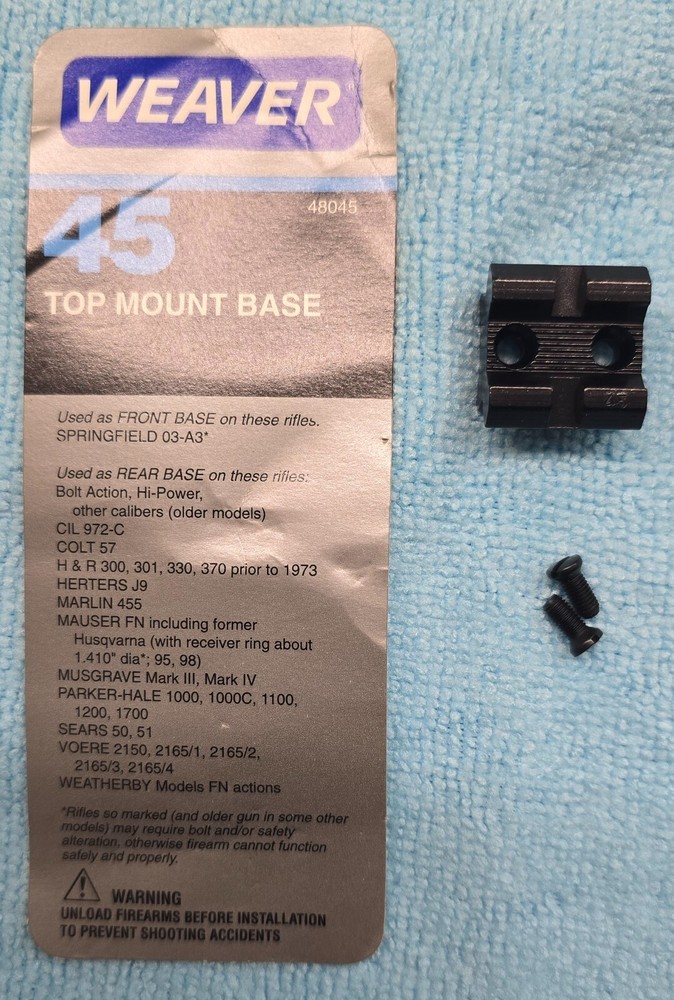 WEAVER
45
48045
TOP MOUNT BASE
Used as FRONT BASE on these rifles.
SPRINGFIELD 03-A3*
Used as REAR BASE on these rifles:
Bolt Action, Hi-Power,
other calibers (older models)
CIL 972-C
COLT 57
H & R 300, 301, 330, 370 prior to 1973
HERTERS J9
MARLIN 455
MAUSER FN including former
Husqvarna (with receiver ring about
1.410" dia*; 95, 98)
MUSGRAVE Mark III, Mark IV
PARKER-HALE 1000, 1000C, 1100,
1200, 1700
SEARS 50, 51
VOERE 2150, 2165/1, 2165/2,
2165/3, 2165/4
WEATHERBY Models FN actions
*Rifles so marked (and older gun in some other
models) may require bolt and/or safety
alteration, otherwise firearm cannot function
safely and properly.
WARNING
UNLOAD FIREARMS BEFORE INSTALLATION
TO PREVENT SHOOTING ACCIDENTS